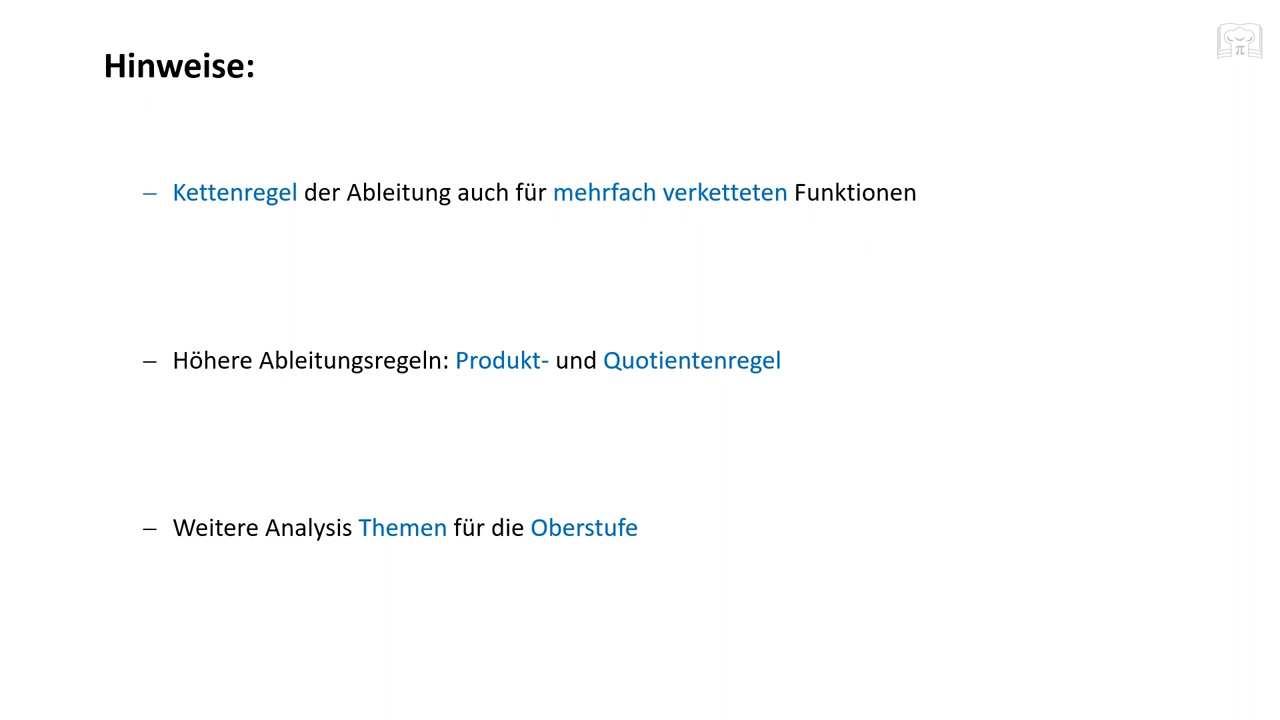 Hinweise:
– Kettenregel der Ableitung auch für mehrfach verketteten Funktionen
– Höhere Ableitungsregeln: Produkt- und Quotientenregel
– Weitere Analysis Themen für die Oberstufe
π